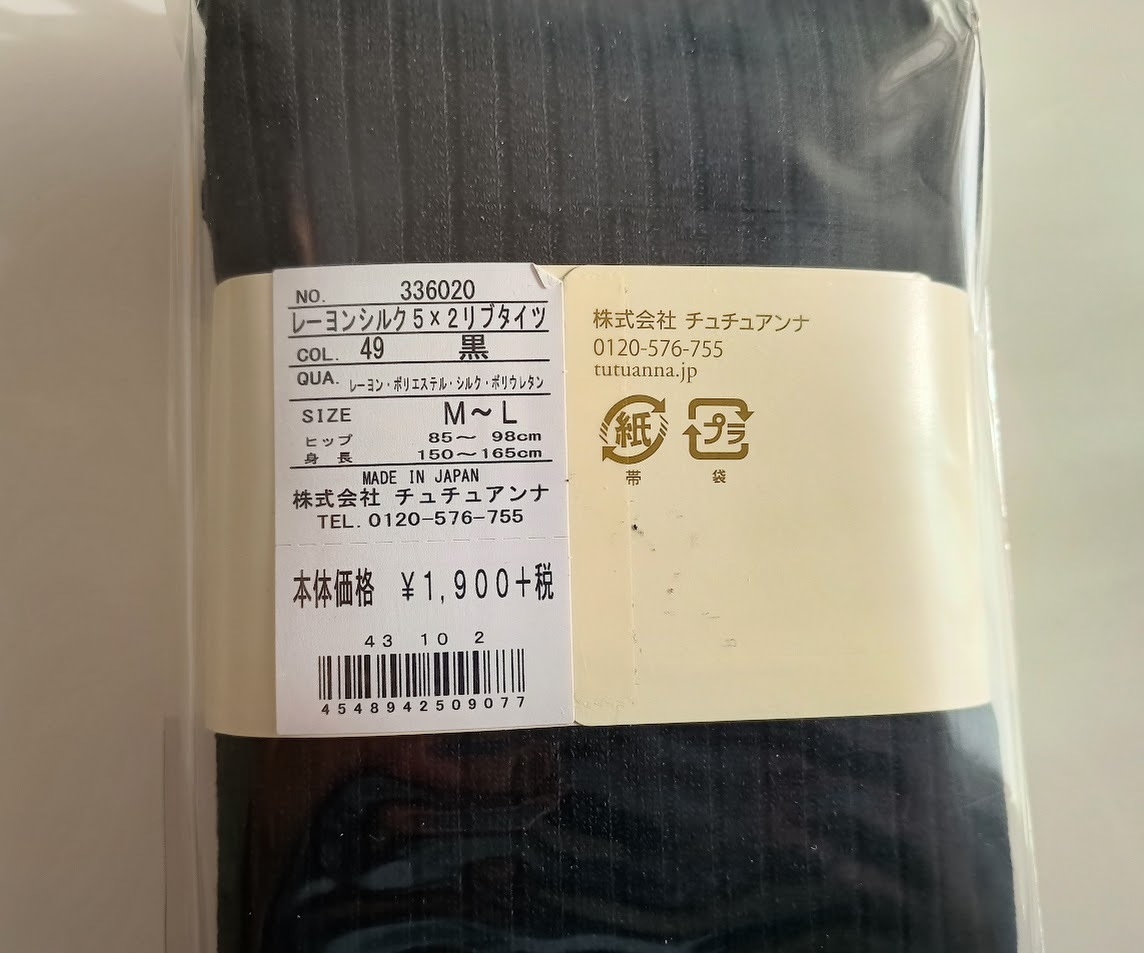 NO. 336020
レーヨンシルク5×2リブタイツ
COL. 49 黒
QUA. レーヨン・ポリエステル・シルク・ポリウレタン
SIZE M～L
ヒップ 85～ 98cm
身長 150～165cm
MADE IN JAPAN
株式会社 チュチュアンナ
TEL. 0120-576-755
本体価格 ¥1,900+税
43 10 2
4548942509077
株式会社 チュチュアンナ
0120-576-755
tutuanna.jp
紙 プラ
帯 袋